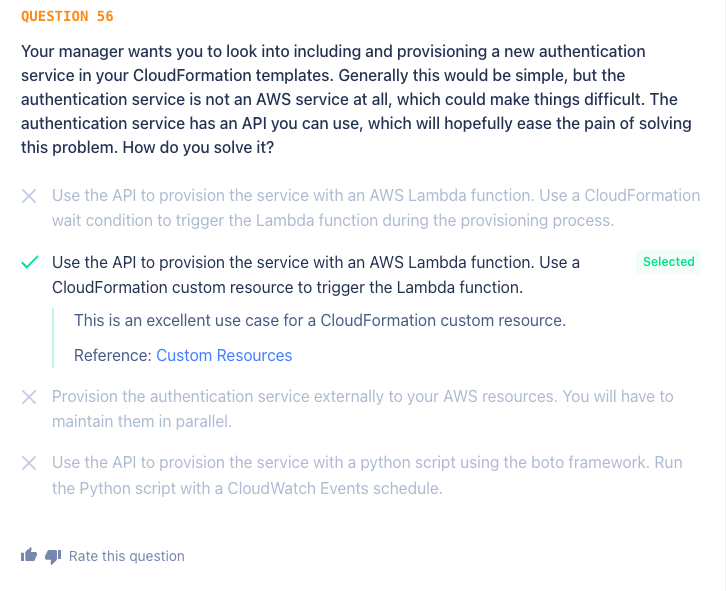 QUESTION 56
Your manager wants you to look into including and provisioning a new authentication
service in your CloudFormation templates. Generally this would be simple, but the
authentication service is not an AWS service at all, which could make things difficult. The
authentication service has an API you can use, which will hopefully ease the pain of solving
this problem. How do you solve it?
Use the API to provision the service with an AWS Lambda function. Use a CloudFormation
wait condition to trigger the Lambda function during the provisioning process.
Use the API to provision the service with an AWS Lambda function. Use a
CloudFormation custom resource to trigger the Lambda function.
Selected
This is an excellent use case for a CloudFormation custom resource.
Reference: Custom Resources
Provision the authentication service externally to your AWS resources. You will have to
maintain them in parallel.
Use the API to provision the service with a python script using the boto framework. Run
the Python script with a CloudWatch Events schedule.
Rate this question